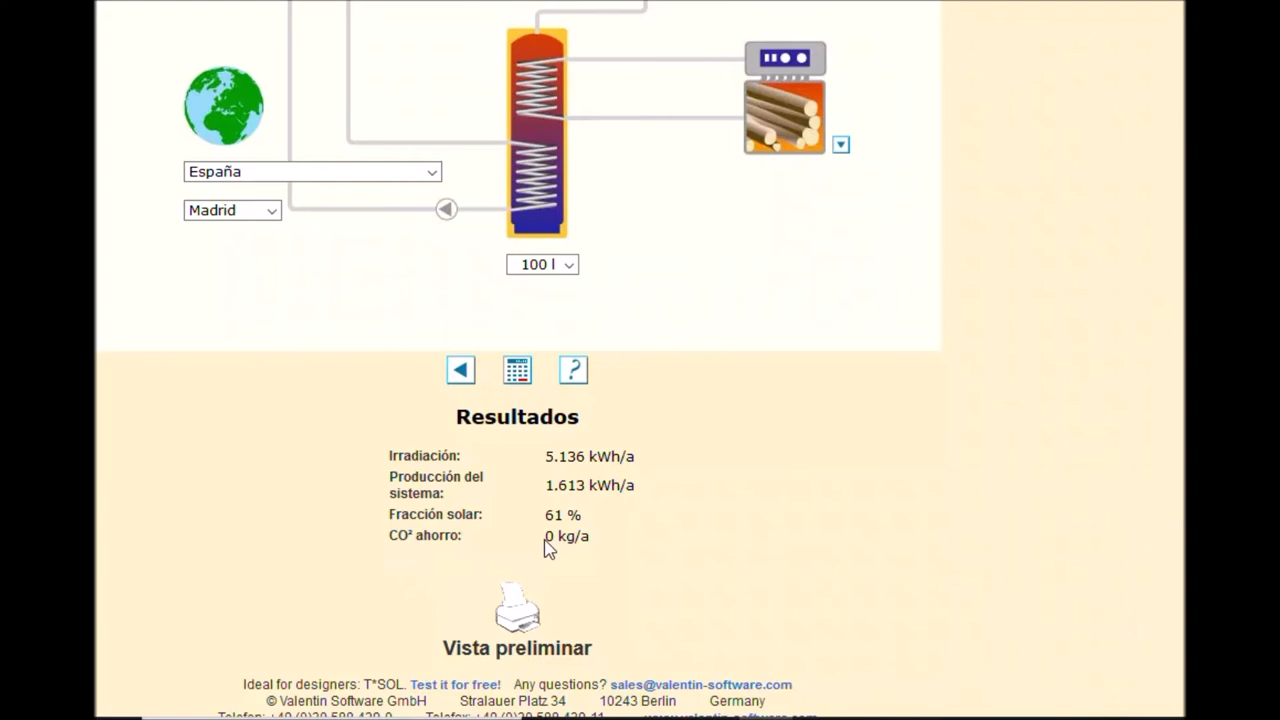 España
Madrid
100 l
Resultados
Irradiación: 5.136 kWh/a
Producción del
sistema: 1.613 kWh/a
Fracción solar: 61 %
CO² ahorro: 0 kg/a
Vista preliminar
Ideal for designers: T*SOL. Test it for free! Any questions? sales@valentin-software.com
© Valentin Software GmbH Stralauer Platz 34 10243 Berlin Germany